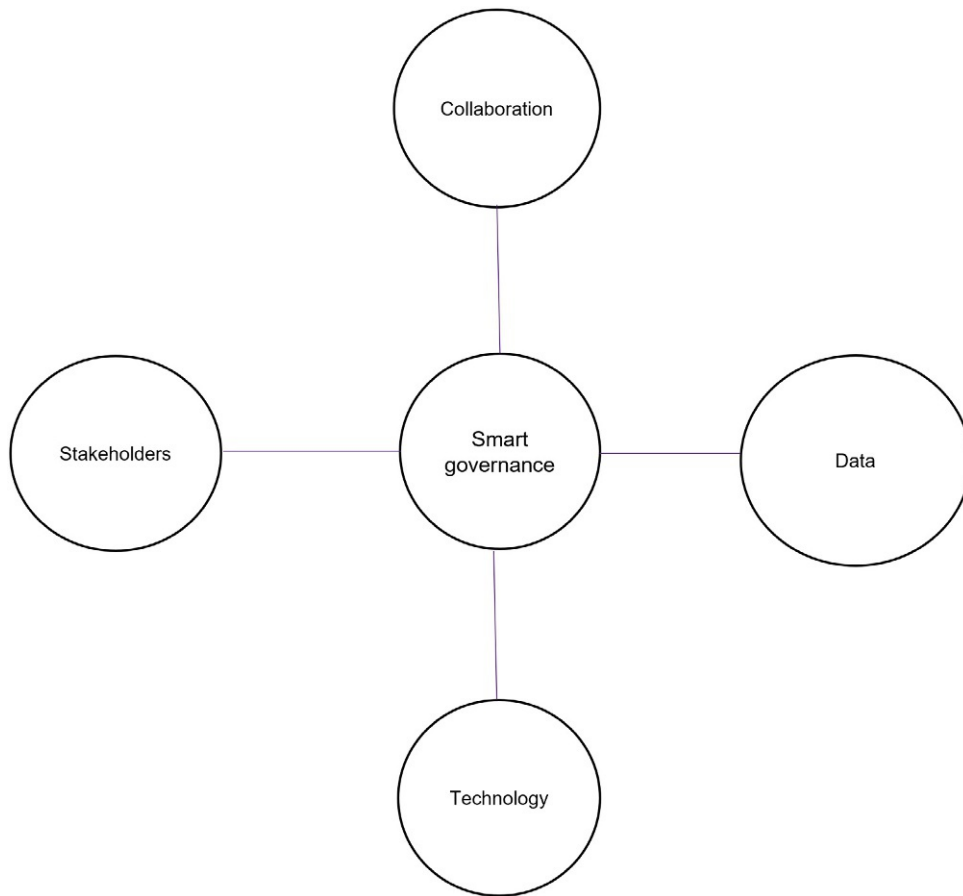 Collaboration
Stakeholders
Smart
governance
Data
Technology